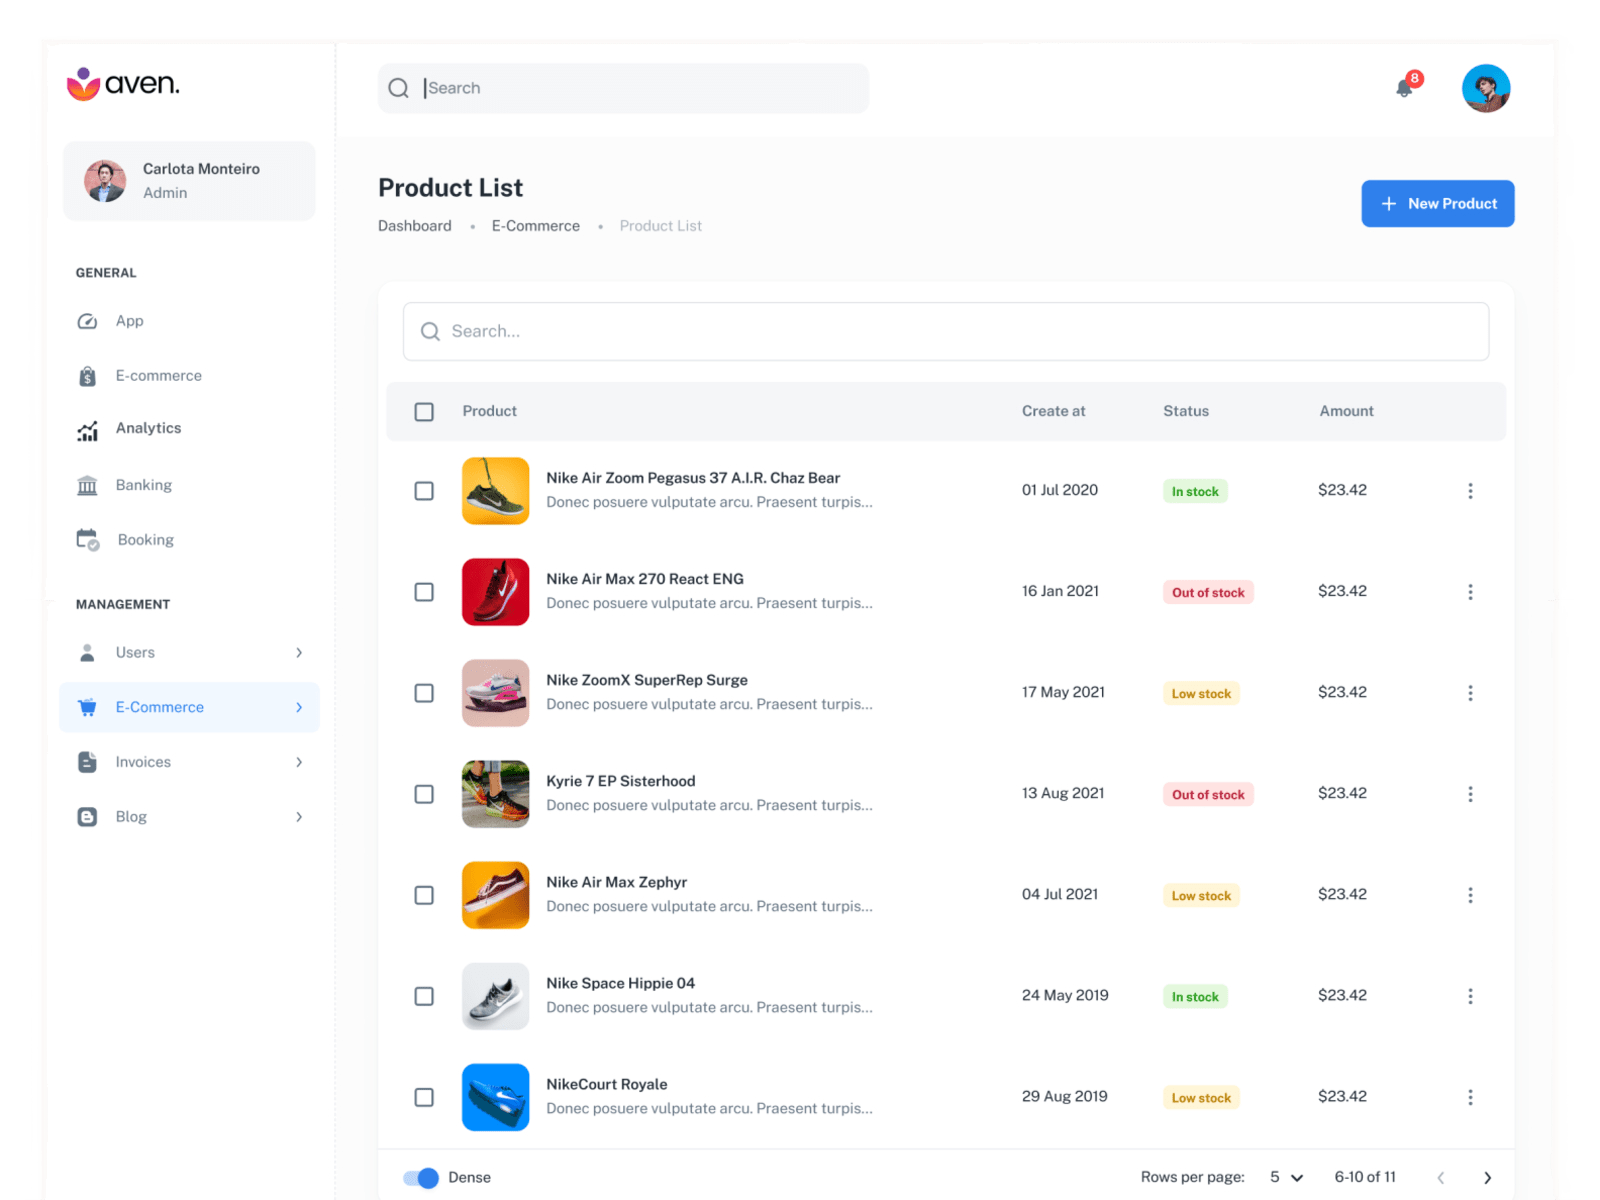 aven.
Search
8
Carlota Monteiro
Admin
Product List
Dashboard • E-Commerce • Product List
+ New Product
GENERAL
App
E-commerce
Analytics
Banking
Booking
MANAGEMENT
Users
E-Commerce
Invoices
Blog
Search...
Product Create at Status Amount
Nike Air Zoom Pegasus 37 A.I.R. Chaz Bear
Donec posuere vulputate arcu. Praesent turpis...
01 Jul 2020 In stock $23.42
Nike Air Max 270 React ENG
Donec posuere vulputate arcu. Praesent turpis...
16 Jan 2021 Out of stock $23.42
Nike ZoomX SuperRep Surge
Donec posuere vulputate arcu. Praesent turpis...
17 May 2021 Low stock $23.42
Kyrie 7 EP Sisterhood
Donec posuere vulputate arcu. Praesent turpis...
13 Aug 2021 Out of stock $23.42
Nike Air Max Zephyr
Donec posuere vulputate arcu. Praesent turpis...
04 Jul 2021 Low stock $23.42
Nike Space Hippie 04
Donec posuere vulputate arcu. Praesent turpis...
24 May 2019 In stock $23.42
NikeCourt Royale
Donec posuere vulputate arcu. Praesent turpis...
29 Aug 2019 Low stock $23.42
Dense
Rows per page: 5 6-10 of 11